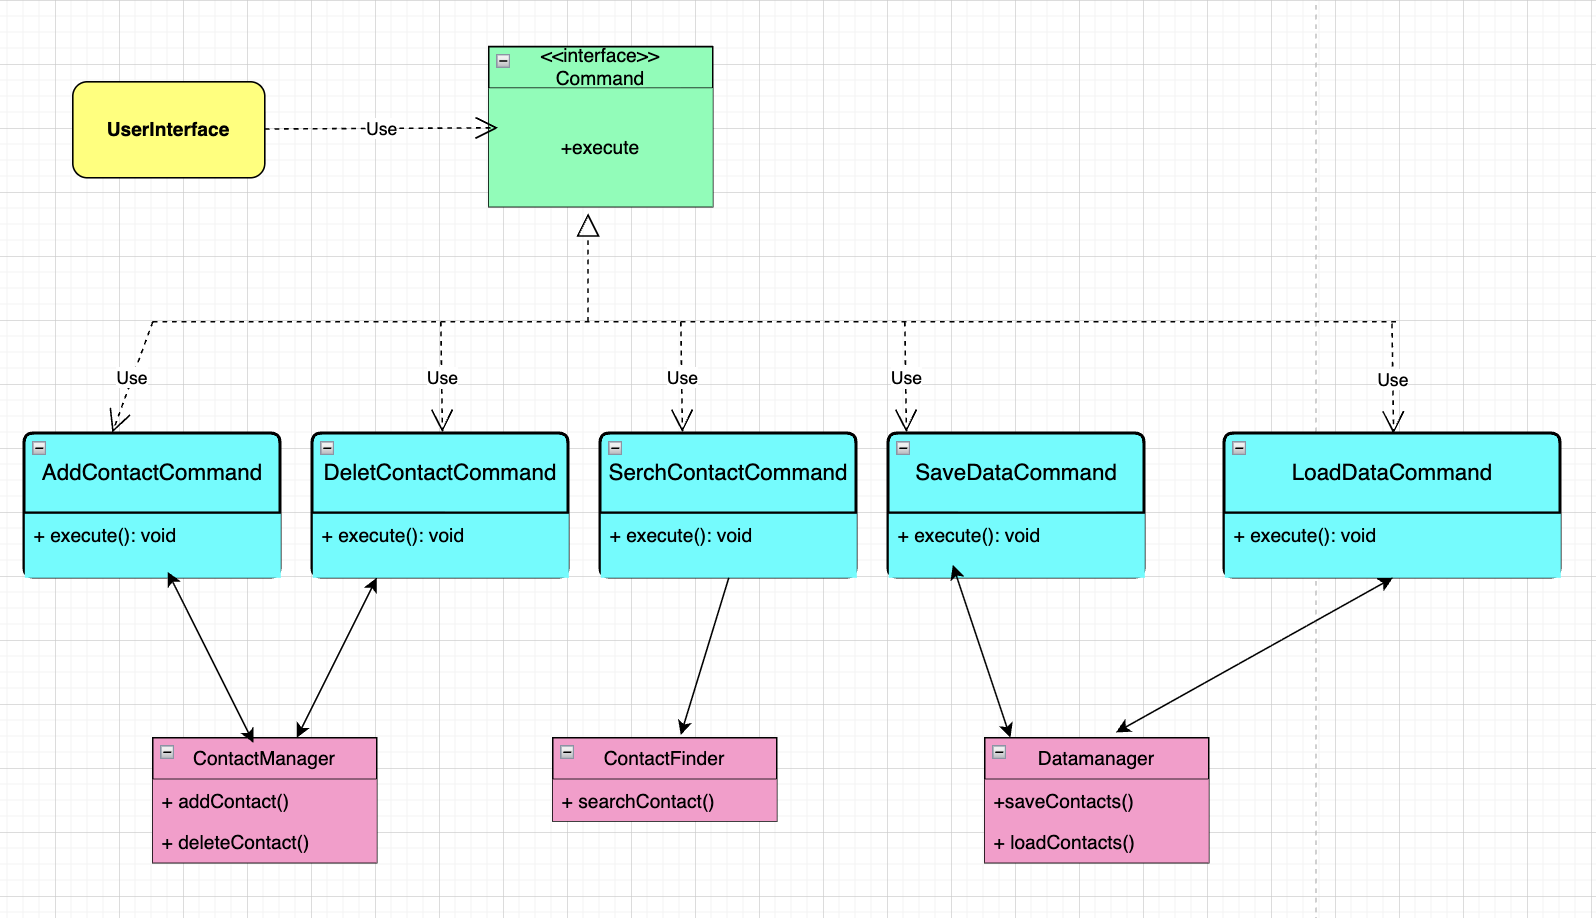 <<interface>>
Command
UserInterface
Use
+execute
Use
Use
Use
Use
Use
AddContactCommand
DeletContactCommand
SerchContactCommand
SaveDataCommand
LoadDataCommand
+ execute(): void
+ execute(): void
+ execute(): void
+ execute(): void
+ execute(): void
ContactManager
+ addContact()
+ deleteContact()
ContactFinder
+ searchContact()
Datamanager
+saveContacts()
+ loadContacts()